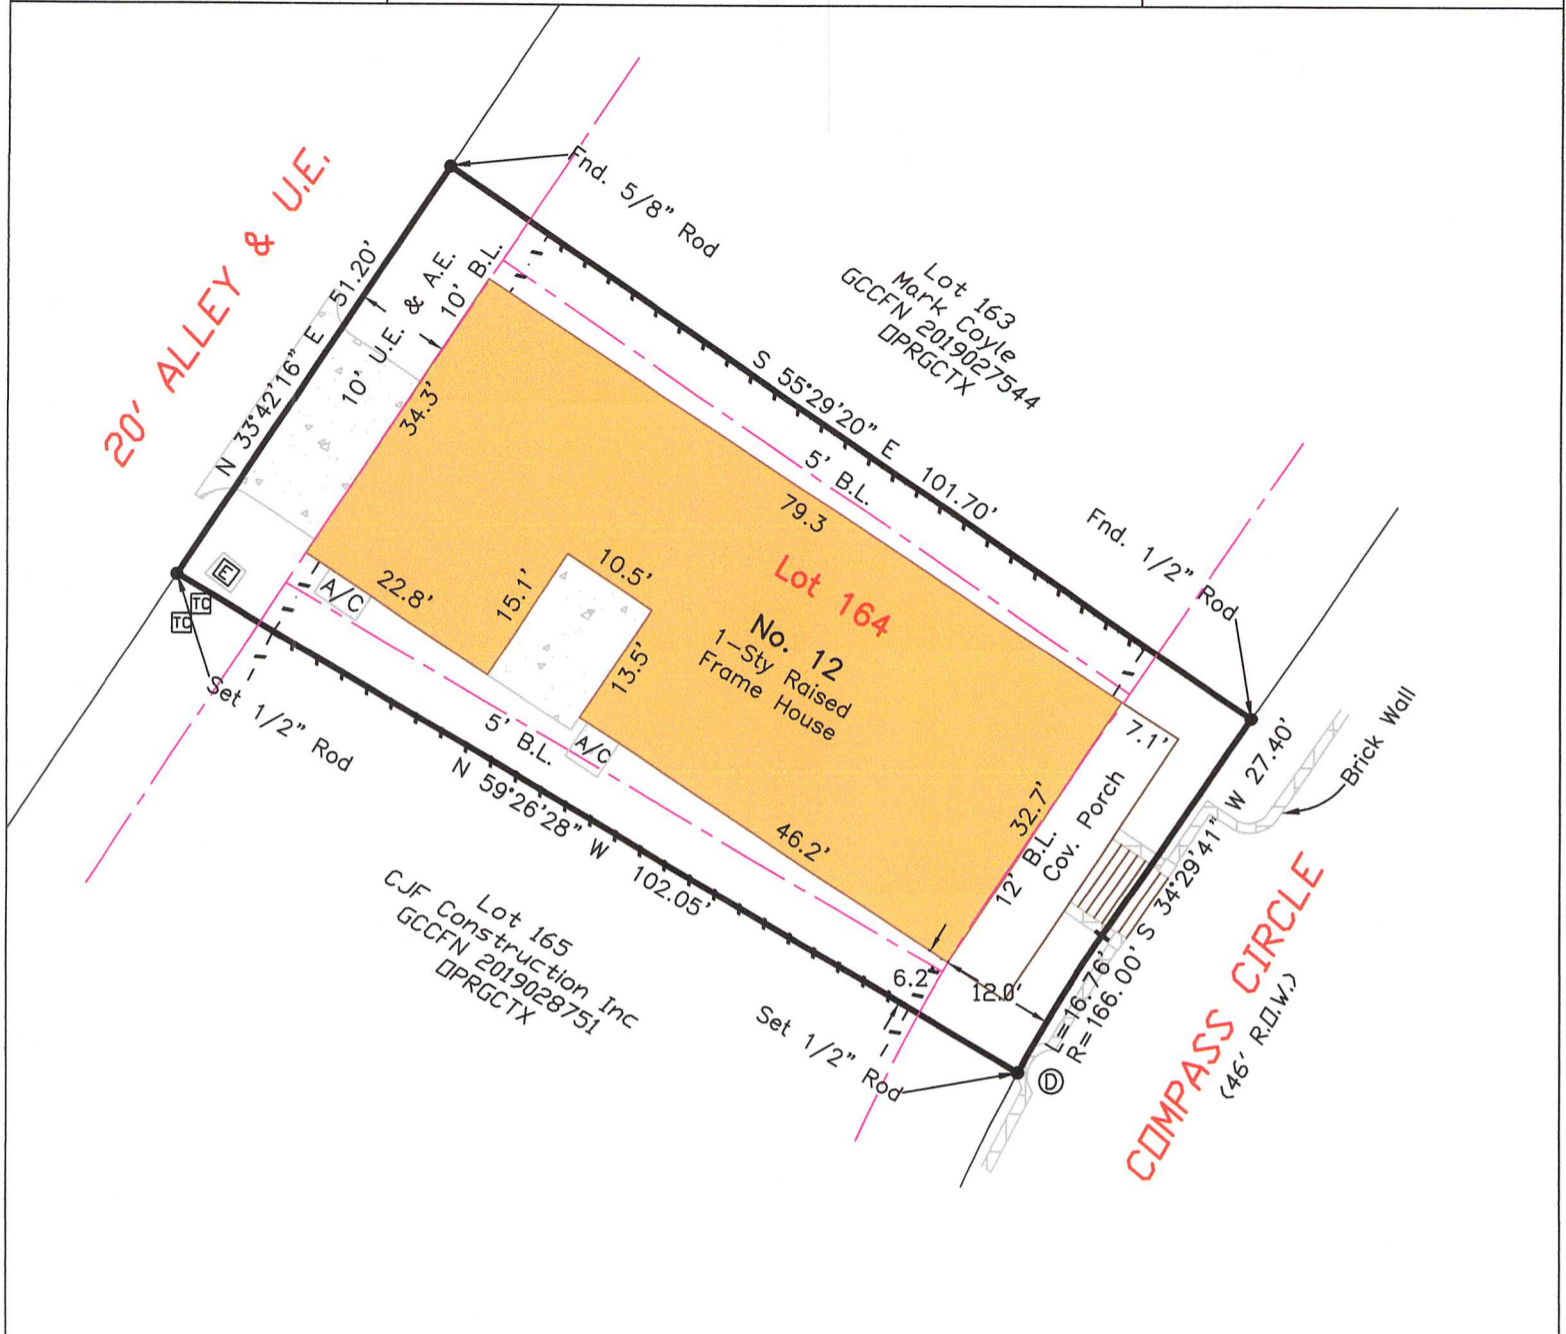 20' ALLEY & U.E.
N 33°42'16" E 51.20'
10' U.E. & A.E.
10' B.L.
Fnd. 5/8" Rod
Lot 163
Mark Coyle
GCCFN 2019027544
OPRGCTX
S 55°29'20" E 101.70'
5' B.L.
Fnd. 1/2" Rod
34.3'
79.3
Lot 164
No. 12
1-Sty Raised
Frame House
22.8'
15.1'
10.5'
13.5'
46.2'
32.7'
7.1'
12' B.L.
Cov. Porch
A/C
A/C
E
TC
TC
Set 1/2" Rod
5' B.L.
N 59°26'28" W 102.05'
Lot 165
CJF Construction Inc
GCCFN 2019028751
OPRGCTX
6.2'
12.0'
Set 1/2" Rod
D
L=16.76'
R=166.00'
S 34°29'41" W 27.40'
Brick Wall
COMPASS CIRCLE
(46' R.O.W.)